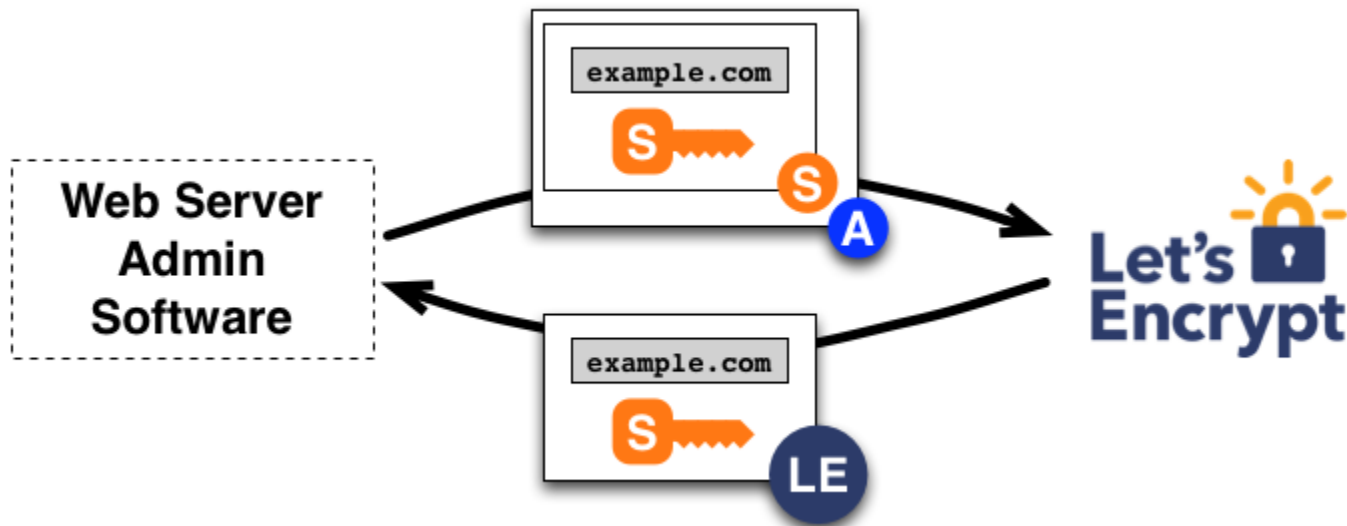 example.com
S
S
A
Web Server
Admin
Software
Let's
Encrypt
example.com
S
LE